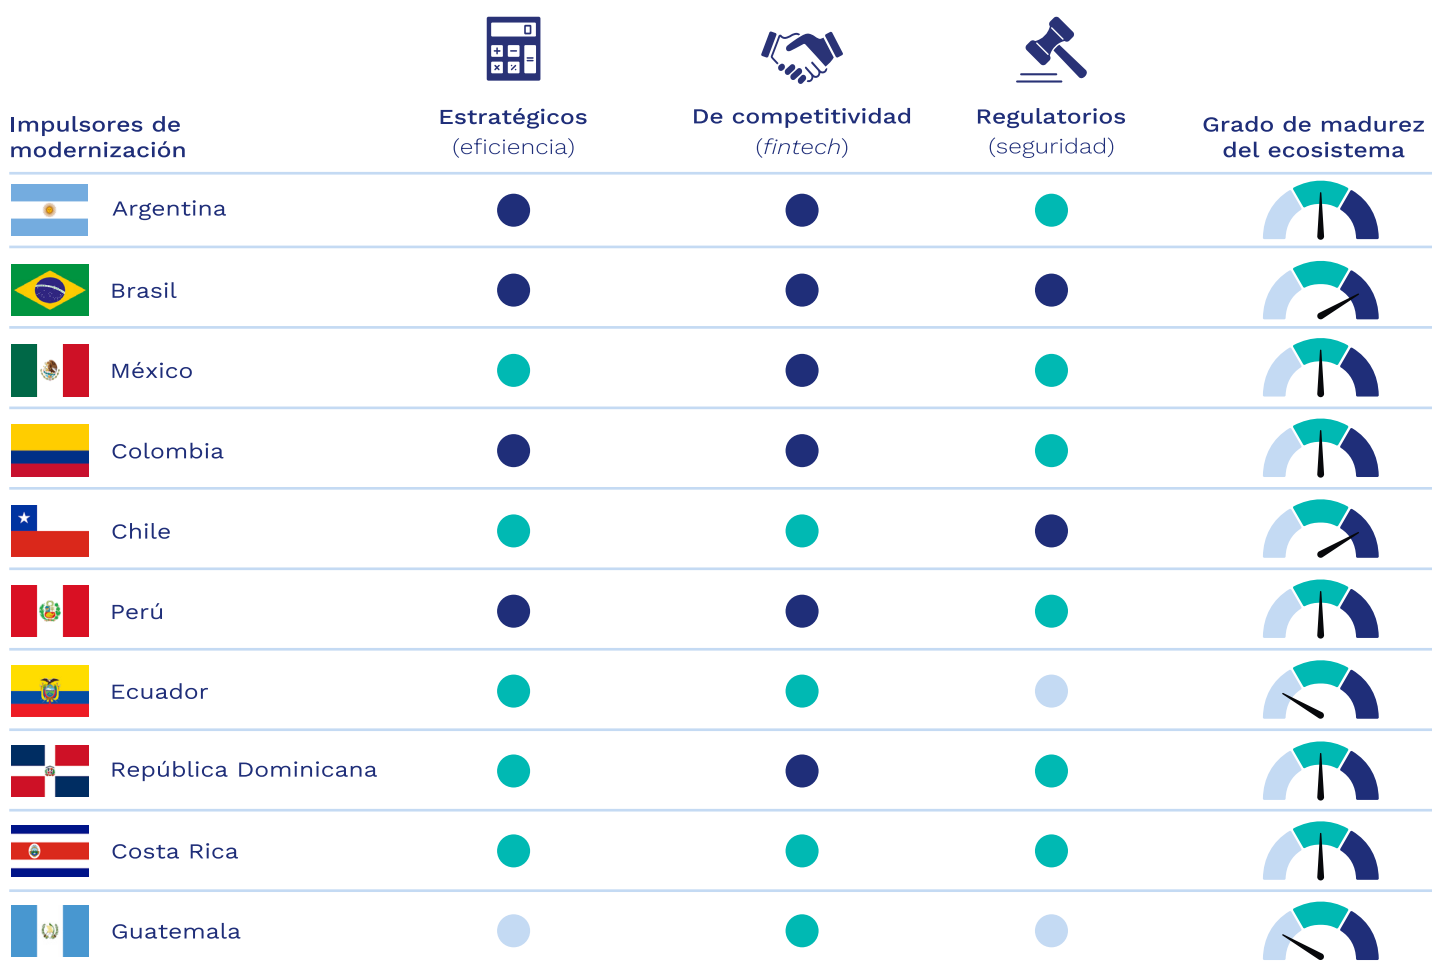 Impulsores de
modernización
Estratégicos
(eficiencia)
De competitividad
(fintech)
Regulatorios
(seguridad)
Grado de madurez
del ecosistema
Argentina
Brasil
México
Colombia
Chile
Perú
Ecuador
República Dominicana
Costa Rica
Guatemala